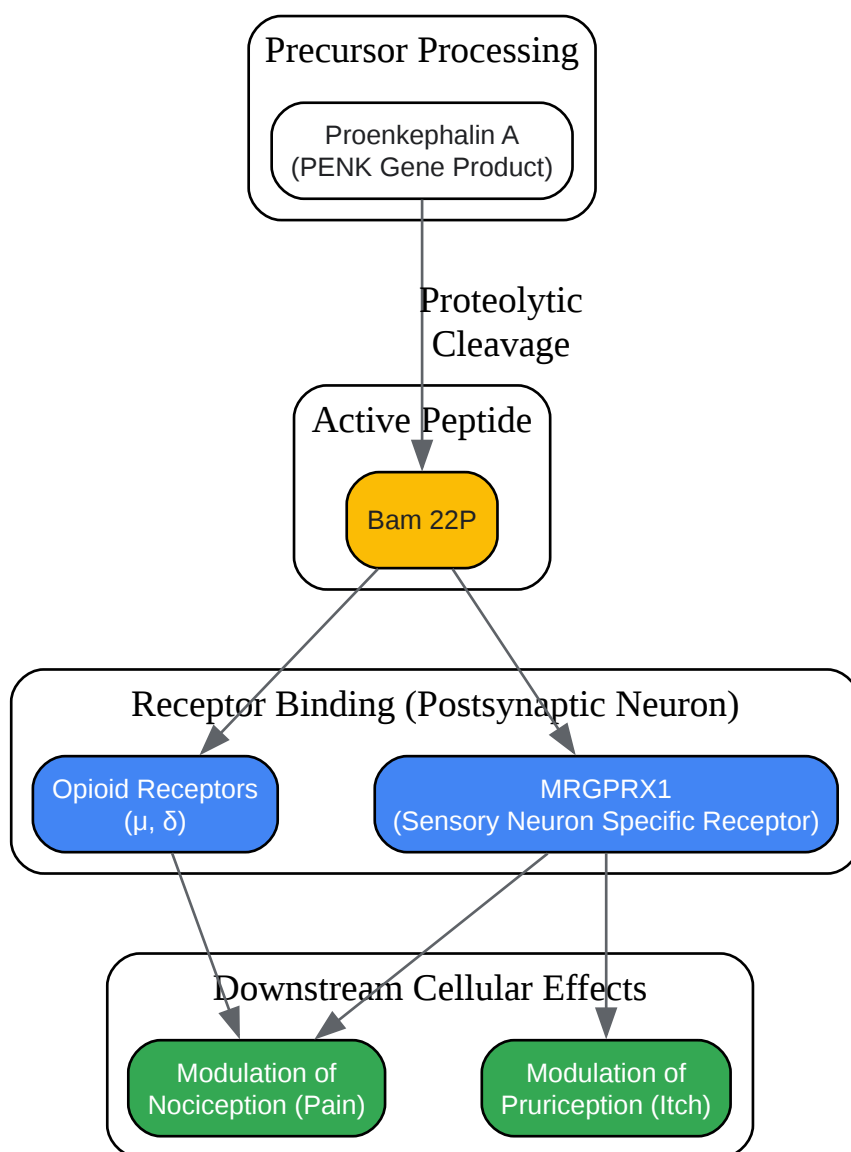 Precursor Processing
Proenkephalin A
(PENK Gene Product)
Proteolytic
Cleavage
Active Peptide
Bam 22P
Receptor Binding (Postsynaptic Neuron)
Opioid Receptors
(μ, δ)
MRGPRX1
(Sensory Neuron Specific Receptor)
Downstream Cellular Effects
Modulation of
Nociception (Pain)
Modulation of
Pruriception (Itch)